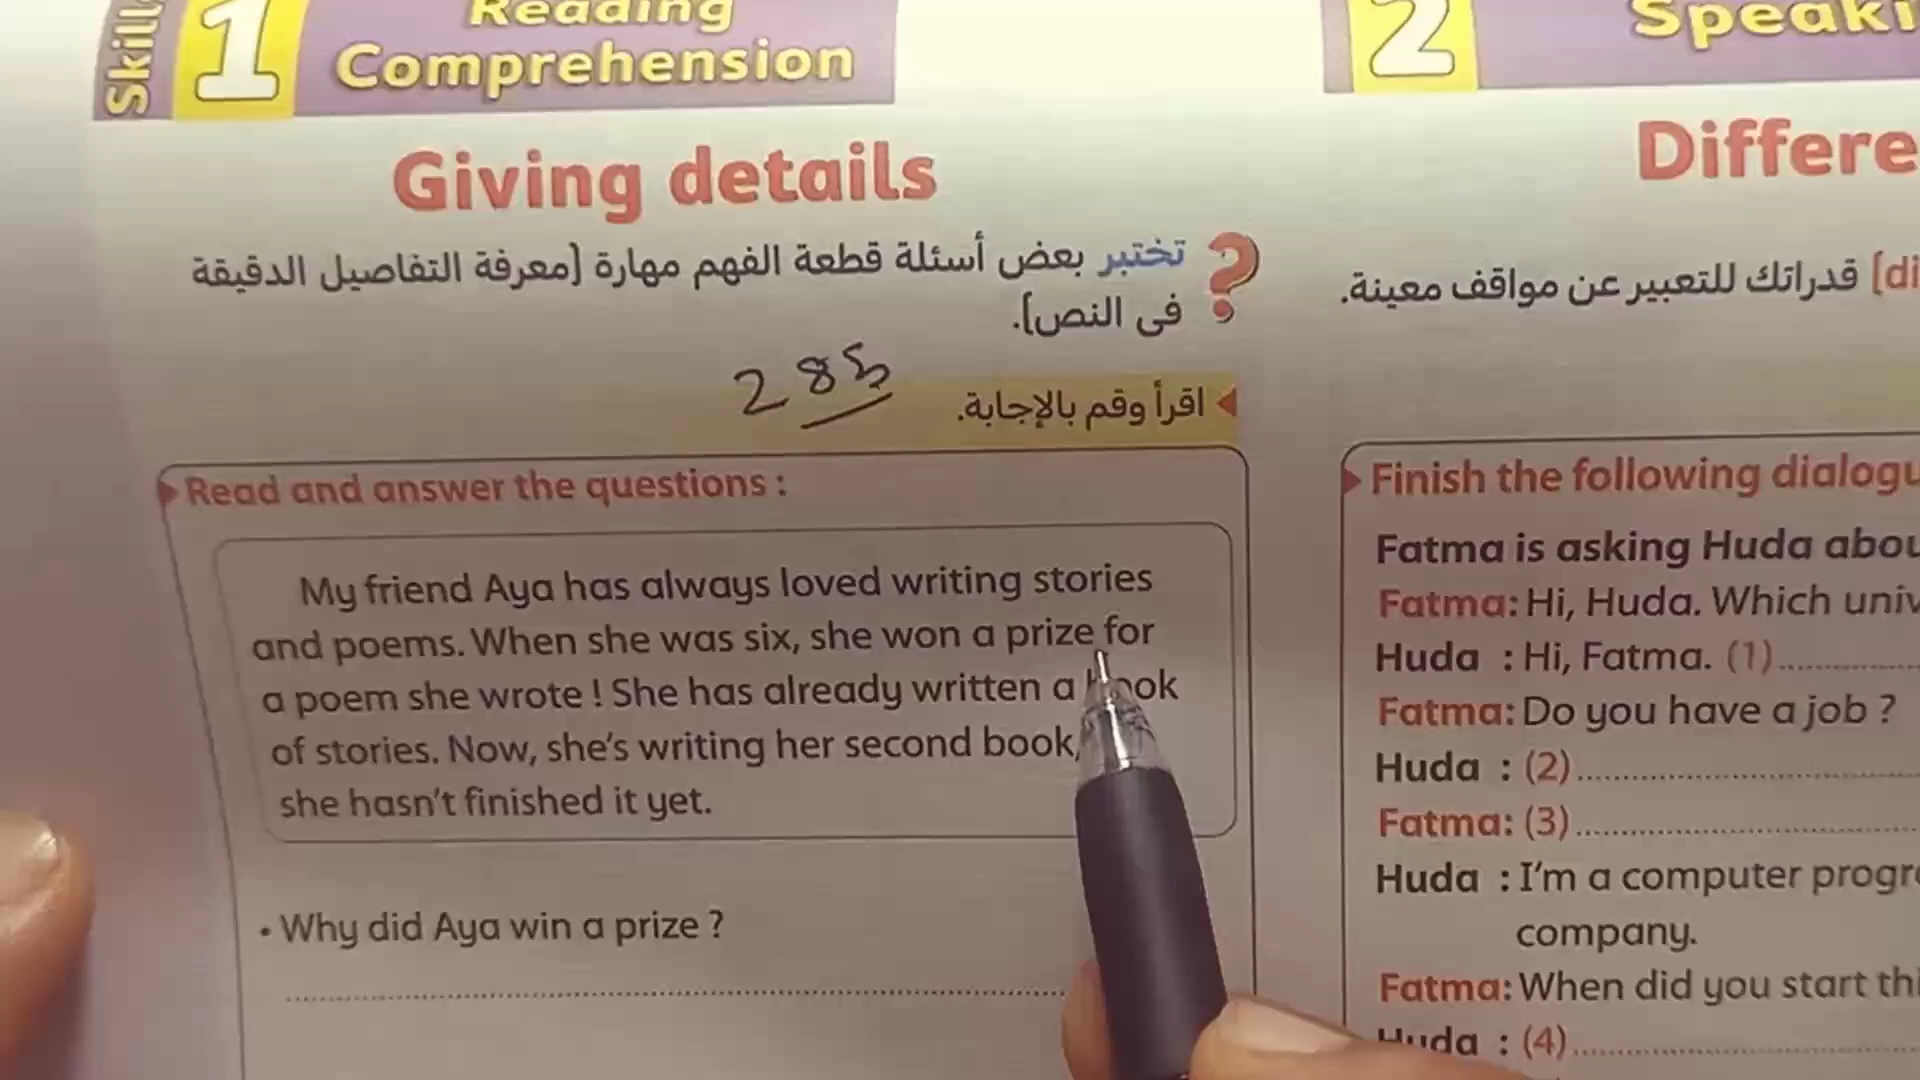 Skill
1
Reading
Comprehension
Giving details
تختبر بعض أسئلة قطعة الفهم مهارة (معرفة التفاصيل الدقيقة
فى النص).
285
اقرأ وقم بالإجابة.
Read and answer the questions :
My friend Aya has always loved writing stories
and poems. When she was six, she won a prize for
a poem she wrote ! She has already written a book
of stories. Now, she's writing her second book,
she hasn't finished it yet.
• Why did Aya win a prize ?
2
Speaki
Differe
(di قدراتك للتعبير عن مواقف معينة.
Finish the following dialogu
Fatma is asking Huda abou
Fatma: Hi, Huda. Which univ
Huda : Hi, Fatma. (1)
Fatma: Do you have a job ?
Huda : (2)
Fatma: (3)
Huda : I'm a computer progr
company.
Fatma: When did you start thi
Huda : (4)